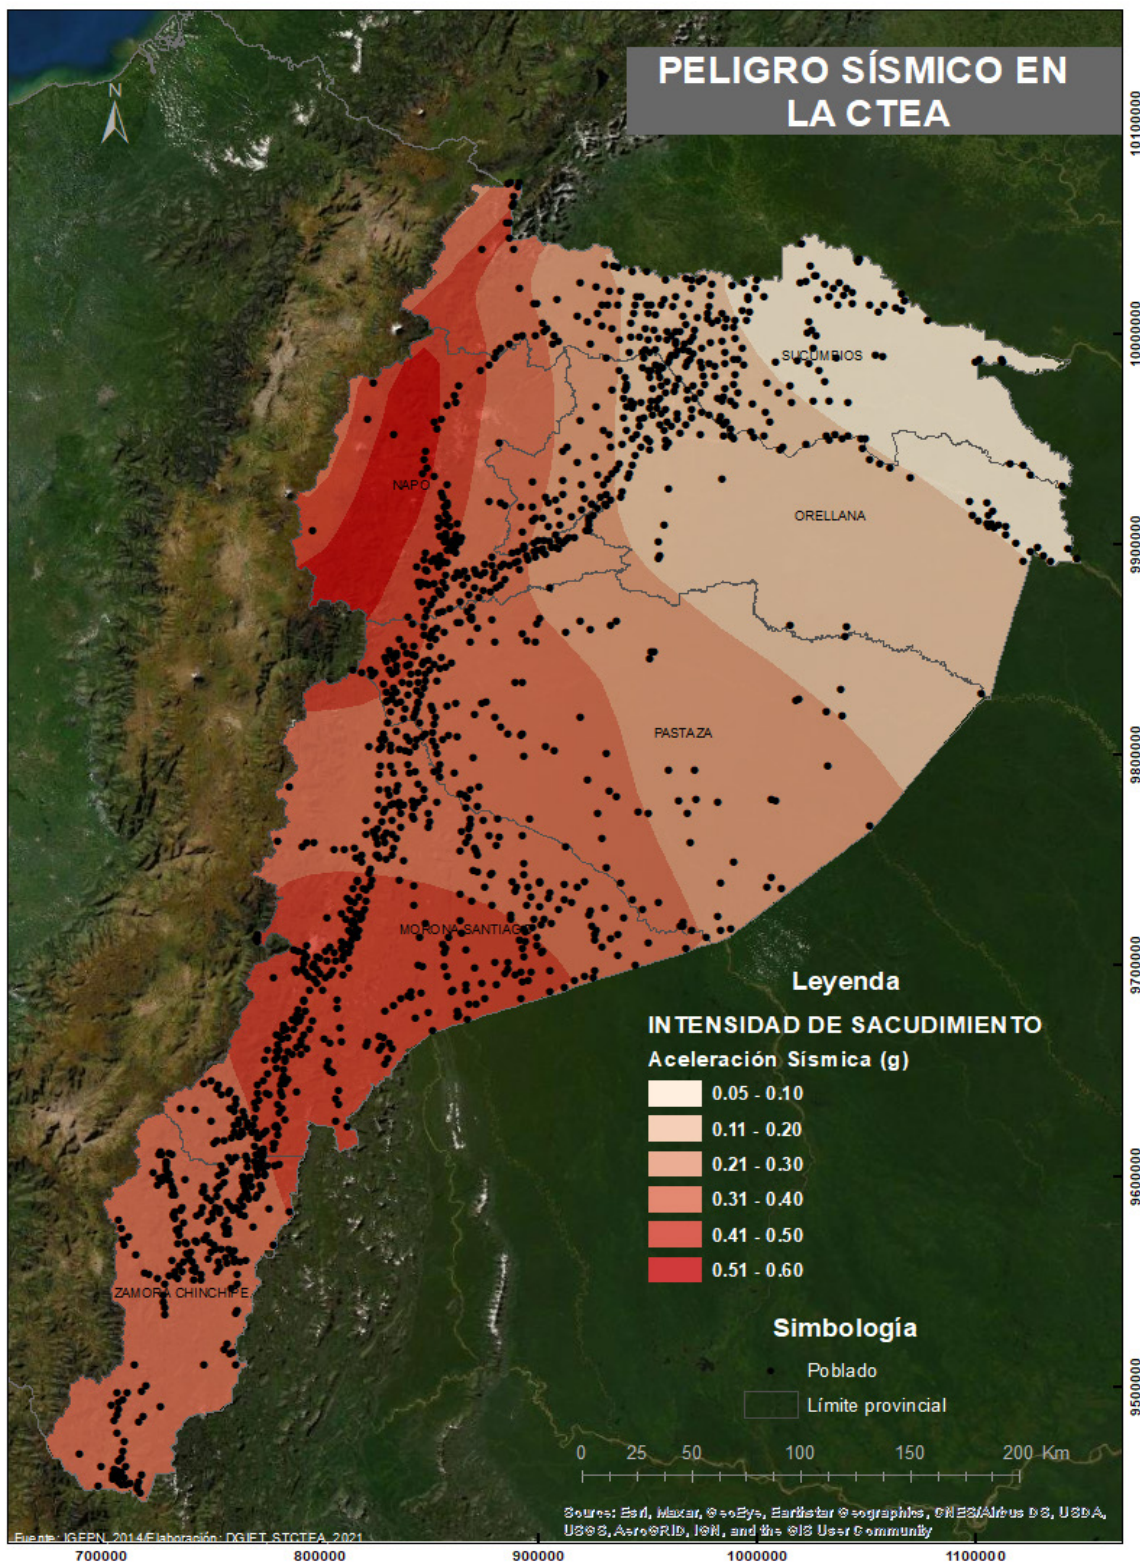 PELIGRO SÍSMICO EN
LA CTEA
N
10100000
10000000
9900000
9800000
9700000
9600000
9500000
SUCUMBIOS
NAPO
ORELLANA
PASTAZA
MORONA SANTIAGO
ZAMORA CHINCHIPE
Leyenda
INTENSIDAD DE SACUDIMIENTO
Aceleración Sísmica (g)
0.05 - 0.10
0.11 - 0.20
0.21 - 0.30
0.31 - 0.40
0.41 - 0.50
0.51 - 0.60
Simbología
Poblado
Límite provincial
0 25 50 100 150 200 Km
Source: Esri, Maxar, GeoEye, Earthstar Geographics, CNES/Airbus DS, USDA,
USGS, AeroGRID, IGN, and the GIS User Community
Fuente: IGEPN, 2014/Elaboración: DGIET, STCTEA, 2021
700000 800000 900000 1000000 1100000